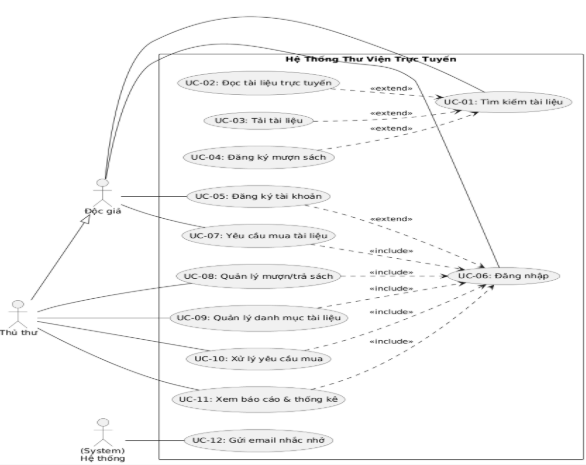 Hệ Thống Thư Viện Trực Tuyến
UC-02: Đọc tài liệu trực tuyến
«extend»
UC-01: Tìm kiếm tài liệu
UC-03: Tải tài liệu
«extend»
UC-04: Đăng ký mượn sách
«extend»
Độc giả
UC-05: Đăng ký tài khoản
«extend»
UC-07: Yêu cầu mua tài liệu
«include»
UC-06: Đăng nhập
UC-08: Quản lý mượn/trả sách
«include»
Thủ thư
UC-09: Quản lý danh mục tài liệu
«include»
UC-10: Xử lý yêu cầu mua
«include»
UC-11: Xem báo cáo & thống kê
«include»
(System)
Hệ thống
UC-12: Gửi email nhắc nhở